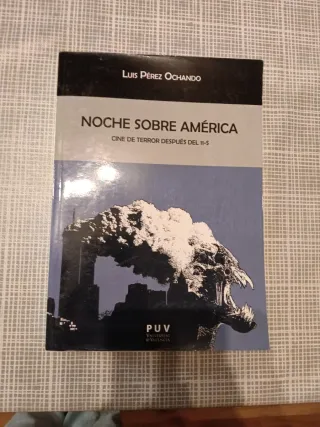 Luis Pérez Ochando
NOCHE SOBRE AMÉRICA
CINE DE TERROR DESPUÉS DEL 11-S
PUV